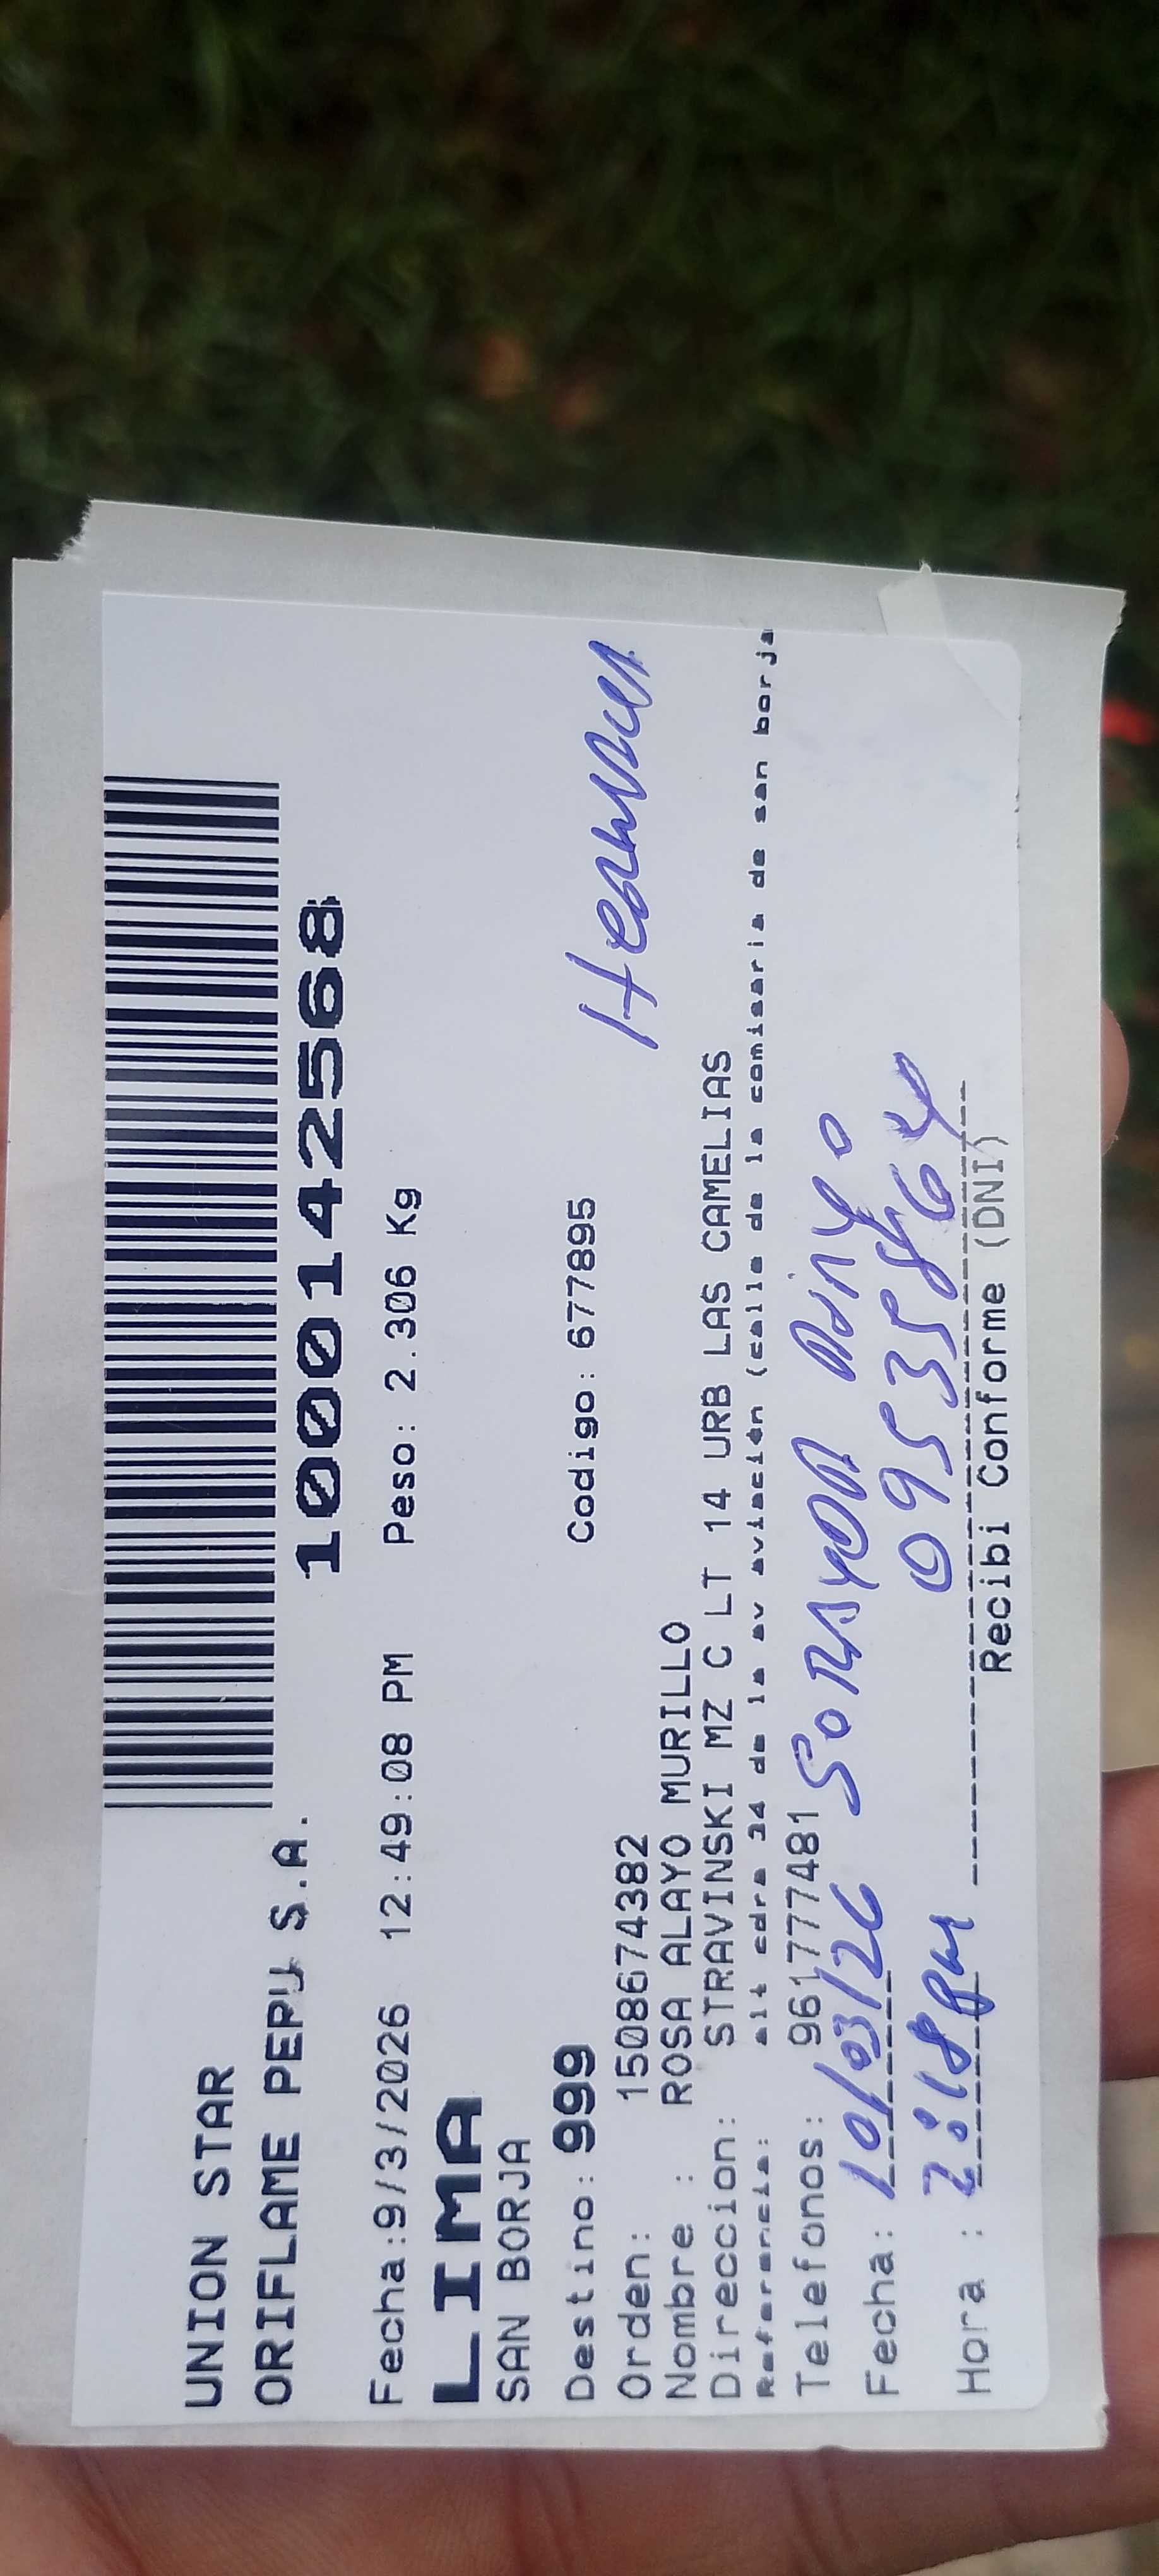 UNION STAR
ORIFLAME PERU S.A.
1000142568
Fecha:9/3/2026 12:49:08 PM Peso: 2.306 Kg
LIMA
SAN BORJA
Destino: 999 Codigo: 677895
Orden: 1508674382
Nombre : ROSA ALAYO MURILLO
Direccion: STRAVINSKI MZ C LT 14 URB LAS CAMELIAS
Referencia: alt cdra 34 de la av aviación (calle de la comisaria de san borja
Telefonos: 961777481
Fecha: 10/03/26
Hora : 2:18 pm
Recibi Conforme (DNI)